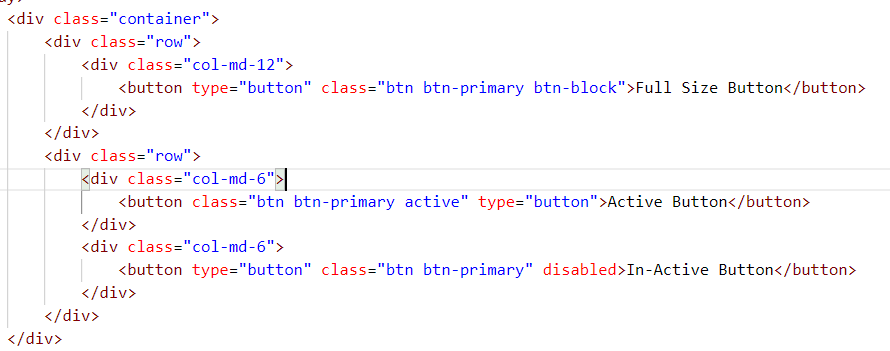 <div class="container">
<div class="row">
<div class="col-md-12">
<button type="button" class="btn btn-primary btn-block">Full Size Button</button>
</div>
</div>
<div class="row">
<div class="col-md-6">
<button class="btn btn-primary active" type="button">Active Button</button>
</div>
<div class="col-md-6">
<button type="button" class="btn btn-primary" disabled>In-Active Button</button>
</div>
</div>
</div>